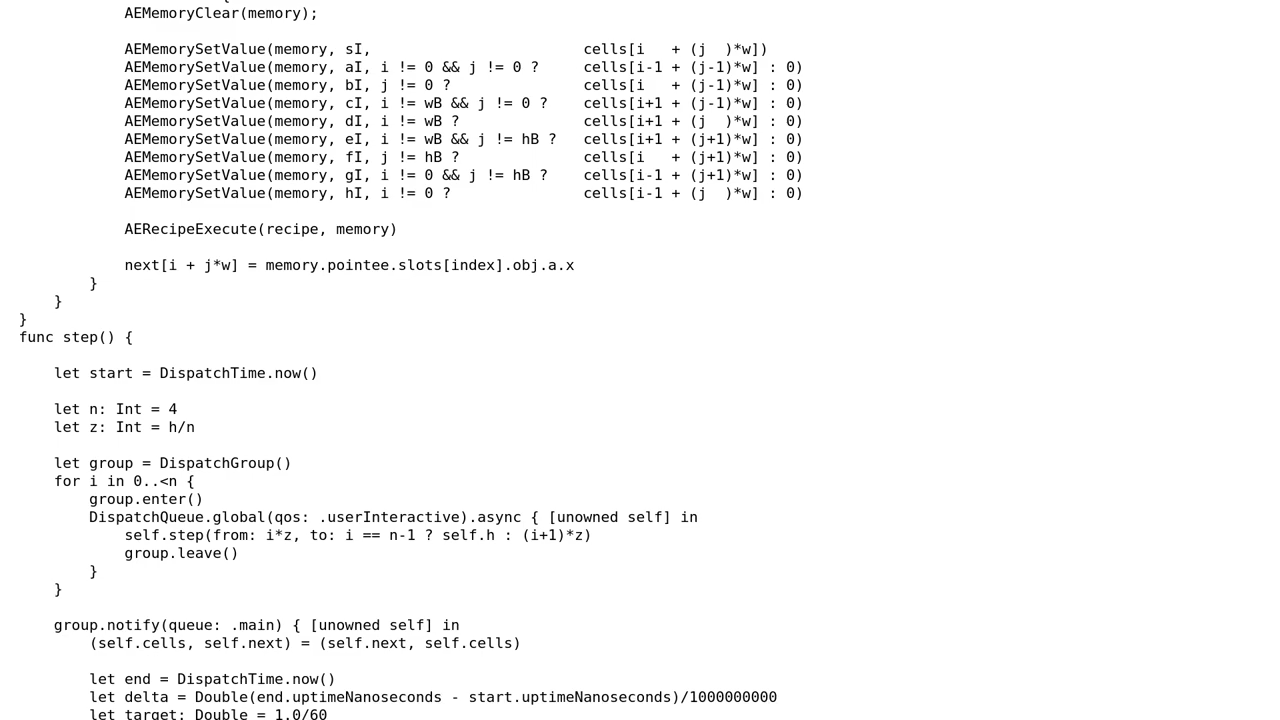 AEMemoryClear(memory);
AEMemorySetValue(memory, sI,                        cells[i   + (j  )*w])
AEMemorySetValue(memory, aI, i != 0 && j != 0 ?     cells[i-1 + (j-1)*w] : 0)
AEMemorySetValue(memory, bI, j != 0 ?               cells[i   + (j-1)*w] : 0)
AEMemorySetValue(memory, cI, i != wB && j != 0 ?    cells[i+1 + (j-1)*w] : 0)
AEMemorySetValue(memory, dI, i != wB ?              cells[i+1 + (j  )*w] : 0)
AEMemorySetValue(memory, eI, i != wB && j != hB ?   cells[i+1 + (j+1)*w] : 0)
AEMemorySetValue(memory, fI, j != hB ?              cells[i   + (j+1)*w] : 0)
AEMemorySetValue(memory, gI, i != 0 && j != hB ?    cells[i-1 + (j+1)*w] : 0)
AEMemorySetValue(memory, hI, i != 0 ?               cells[i-1 + (j  )*w] : 0)
AERecipeExecute(recipe, memory)
next[i + j*w] = memory.pointee.slots[index].obj.a.x
}
}
}
func step() {
let start = DispatchTime.now()
let n: Int = 4
let z: Int = h/n
let group = DispatchGroup()
for i in 0..<n {
group.enter()
DispatchQueue.global(qos: .userInteractive).async { [unowned self] in
self.step(from: i*z, to: i == n-1 ? self.h : (i+1)*z)
group.leave()
}
}
group.notify(queue: .main) { [unowned self] in
(self.cells, self.next) = (self.next, self.cells)
let end = DispatchTime.now()
let delta = Double(end.uptimeNanoseconds - start.uptimeNanoseconds)/1000000000
let target: Double = 1.0/60